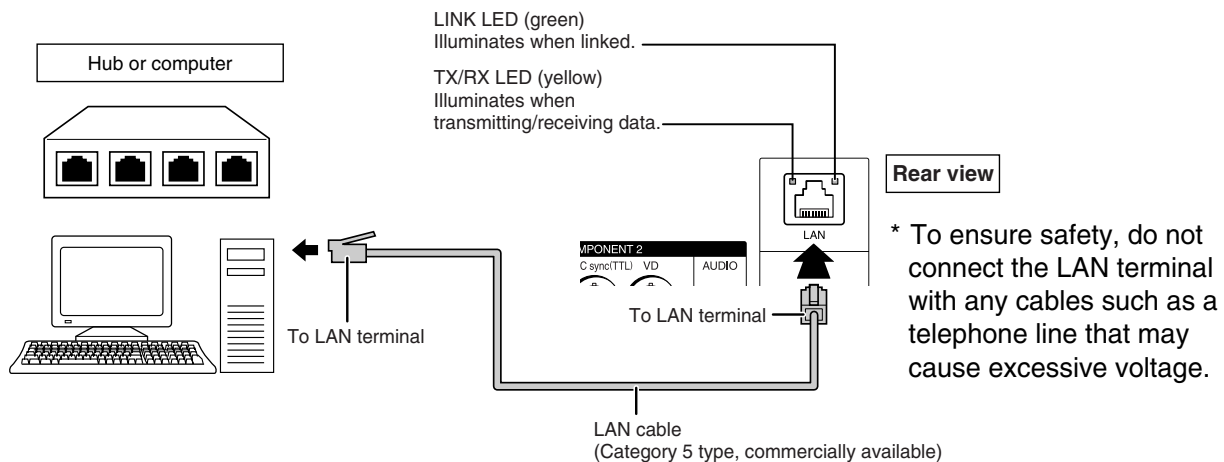 LINK LED (green)
Illuminates when linked.
Hub or computer
TX/RX LED (yellow)
Illuminates when
transmitting/receiving data.
Rear view
LAN
MPONENT 2
C sync(TTL) VD AUDIO
* To ensure safety, do not
connect the LAN terminal
with any cables such as a
telephone line that may
cause excessive voltage.
To LAN terminal
To LAN terminal
LAN cable
(Category 5 type, commercially available)